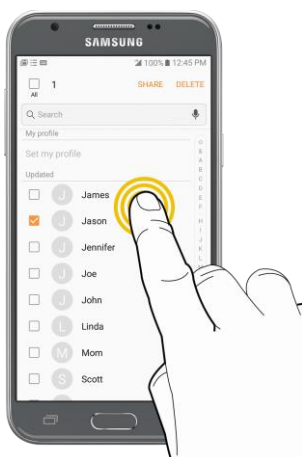 SAMSUNG
100% 12:45 PM
1 SHARE DELETE
All
Search
My profile
Set my profile
Updated
J James
J Jason
J Jennifer
J Joe
J John
L Linda
M Mom
S Scott